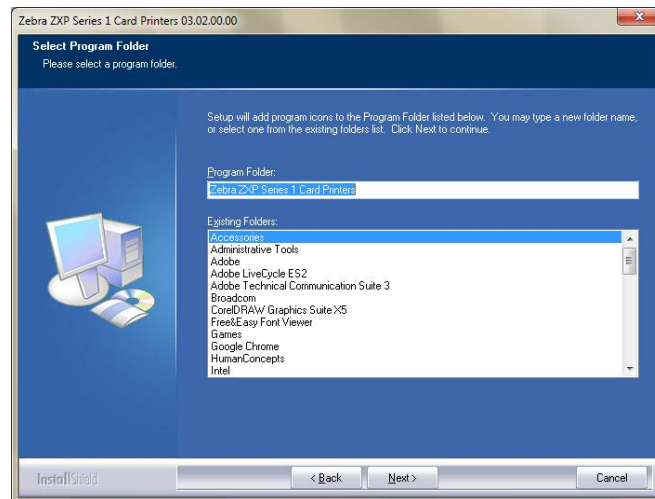 Zebra ZXP Series 1 Card Printers 03.02.00.00
Select Program Folder
Please select a program folder.
Setup will add program icons to the Program Folder listed below. You may type a new folder name,
or select one from the existing folders list. Click Next to continue.
Program Folder:
Zebra ZXP Series 1 Card Printers
Existing Folders:
Accessories
Administrative Tools
Adobe
Adobe LiveCycle ES2
Adobe Technical Communication Suite 3
Broadcom
CorelDRAW Graphics Suite X5
Free&Easy Font Viewer
Games
Google Chrome
HumanConcepts
Intel
InstallShield
< Back
Next >
Cancel